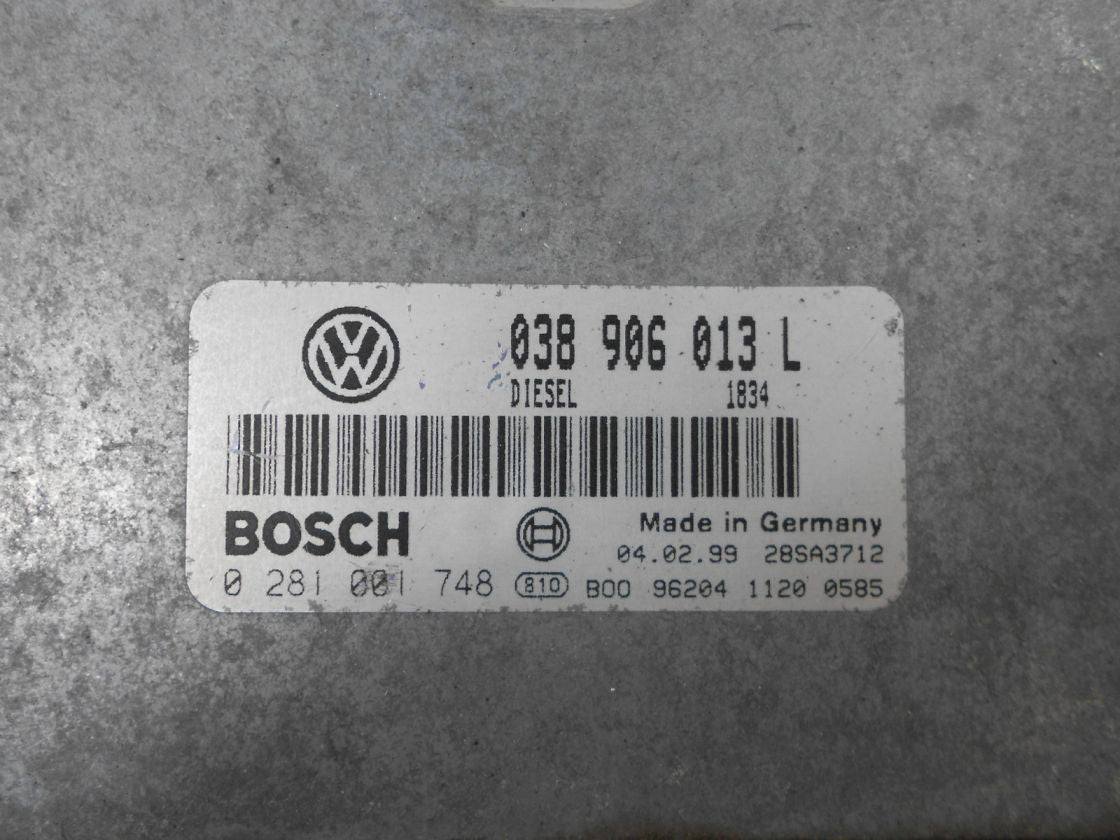 038 906 013 L
DIESEL 1834
BOSCH
Made in Germany
04.02.99 28SA3712
0 281 001 748 810 B00 96204 1120 0585